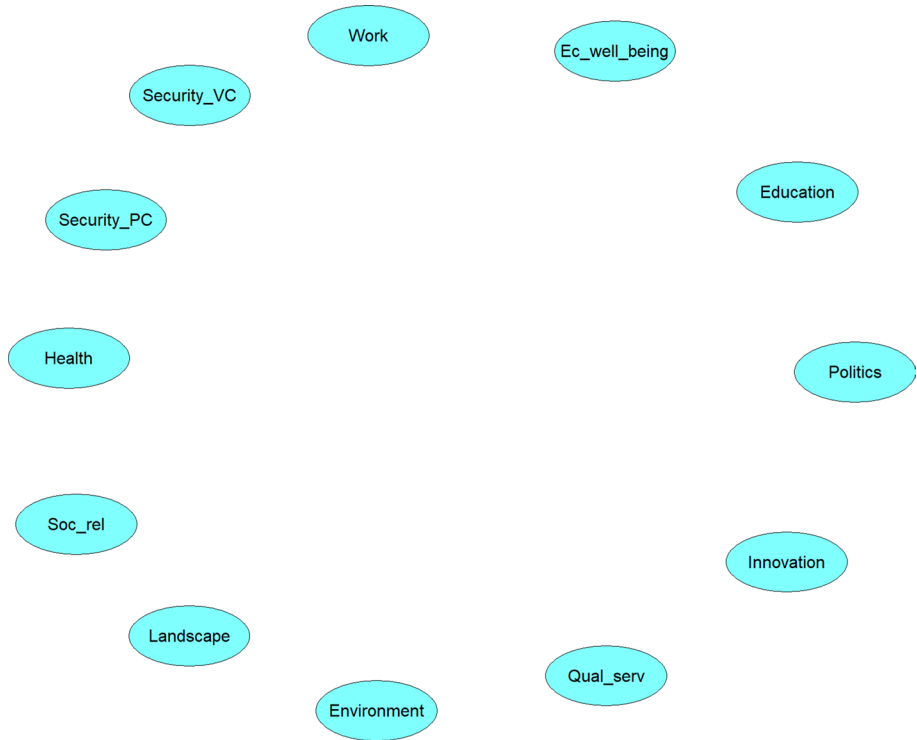 Work
Ec_well_being
Security_VC
Education
Security_PC
Health
Politics
Soc_rel
Innovation
Landscape
Qual_serv
Environment